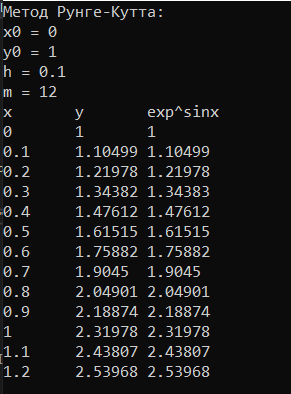 Метод Рунге-Кутта:
x0 = 0
y0 = 1
h = 0.1
m = 12
x y exp^sinx
0 1 1
0.1 1.10499 1.10499
0.2 1.21978 1.21978
0.3 1.34382 1.34383
0.4 1.47612 1.47612
0.5 1.61515 1.61515
0.6 1.75882 1.75882
0.7 1.9045 1.9045
0.8 2.04901 2.04901
0.9 2.18874 2.18874
1 2.31978 2.31978
1.1 2.43807 2.43807
1.2 2.53968 2.53968